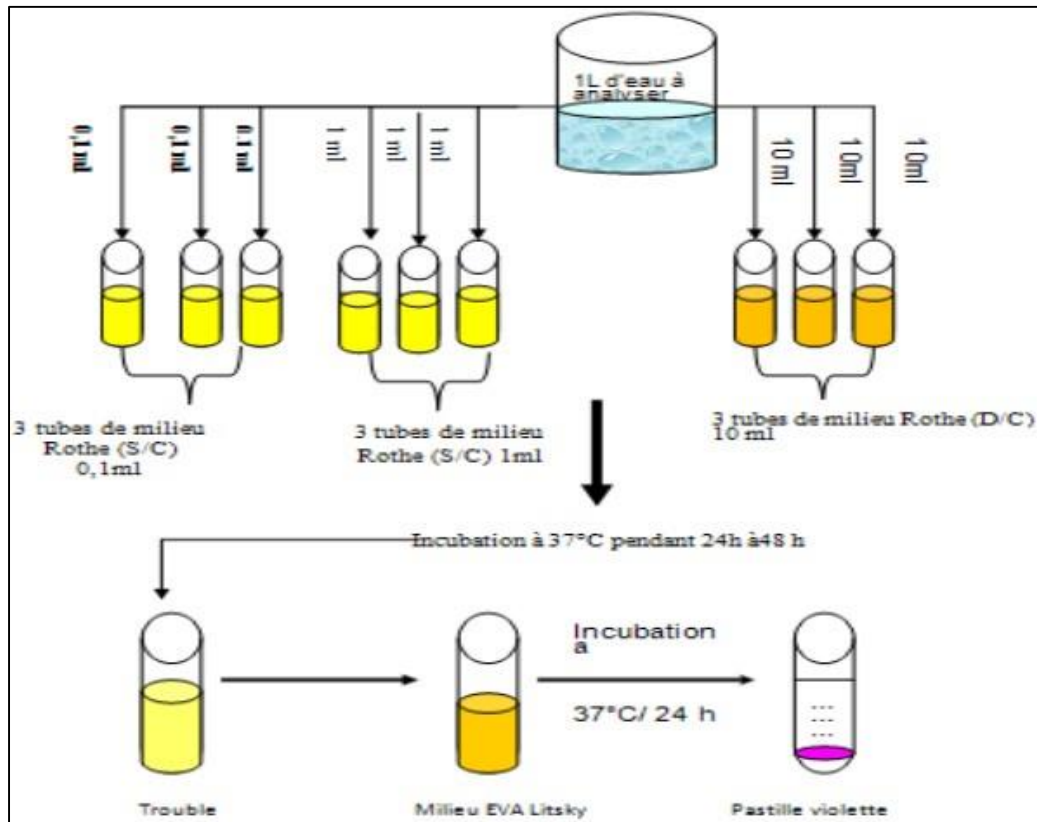 1L d'eau à
analyser
0,1ml
0,1ml
0.1ml
1 ml
1 ml
1 ml
10 ml
10ml
10ml
3 tubes de milieu
Rothe (S/C)
0,1ml
3 tubes de milieu
Rothe (S/C) 1ml
3 tubes de milieu Rothe (D/C)
10 ml
Incubation à 37°C pendant 24h à48 h
Incubation
à
37°C/ 24 h
Trouble
Milieu EVA Litsky
Pastille violette